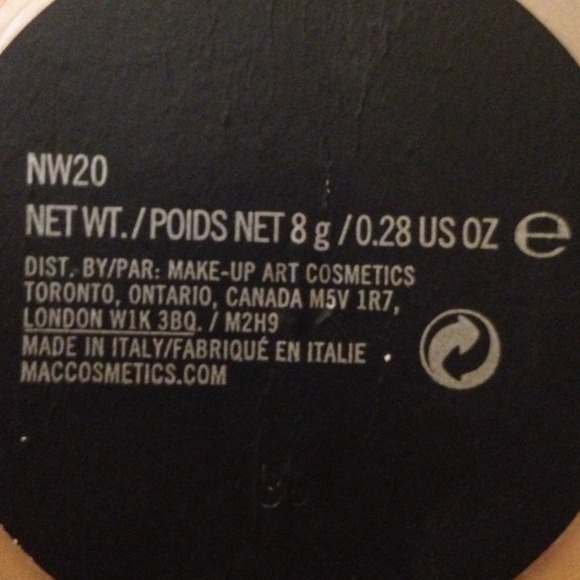 NW20
NET WT./POIDS NET 8 g/0.28 US OZ e
DIST. BY/PAR: MAKE-UP ART COSMETICS
TORONTO, ONTARIO, CANADA M5V 1R7,
LONDON W1K 3BQ. / M2H9
MADE IN ITALY/FABRIQUÉ EN ITALIE
MACCOSMETICS.COM